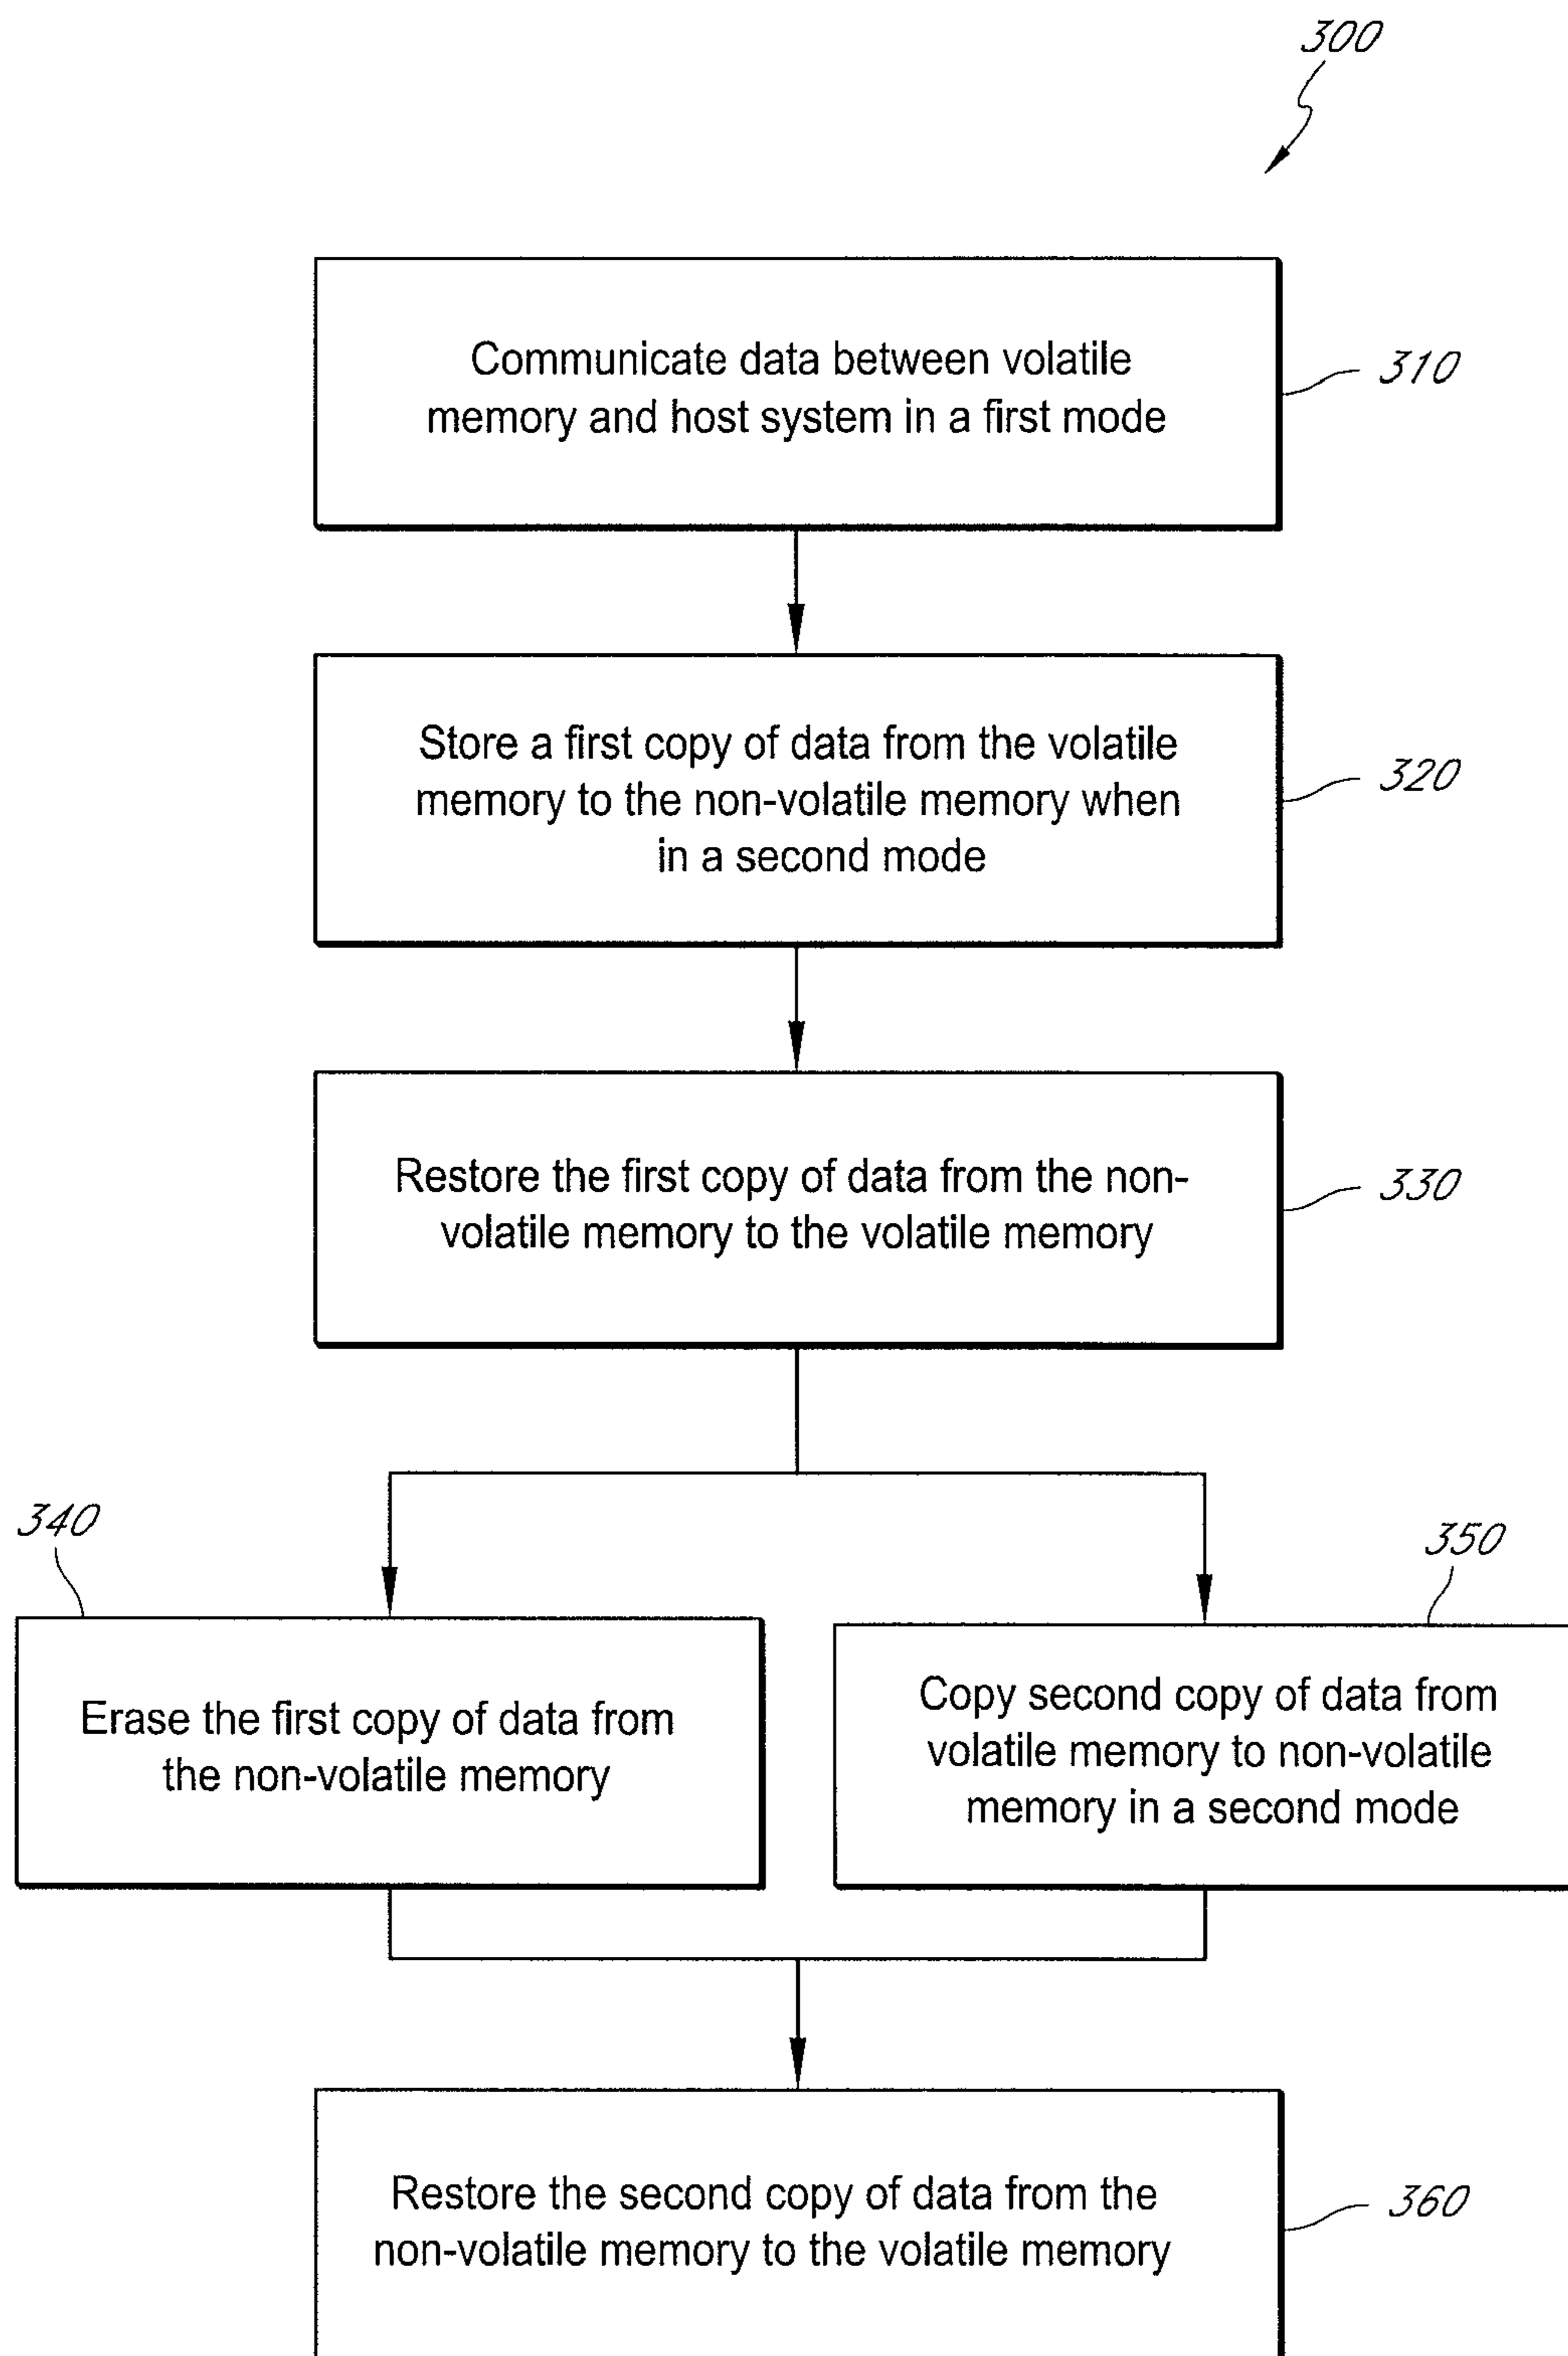 300
Communicate data between volatile
memory and host system in a first mode
310
Store a first copy of data from the volatile
memory to the non-volatile memory when
in a second mode
320
Restore the first copy of data from the non-
volatile memory to the volatile memory
330
340
Erase the first copy of data from
the non-volatile memory
350
Copy second copy of data from
volatile memory to non-volatile
memory in a second mode
Restore the second copy of data from the
non-volatile memory to the volatile memory
360